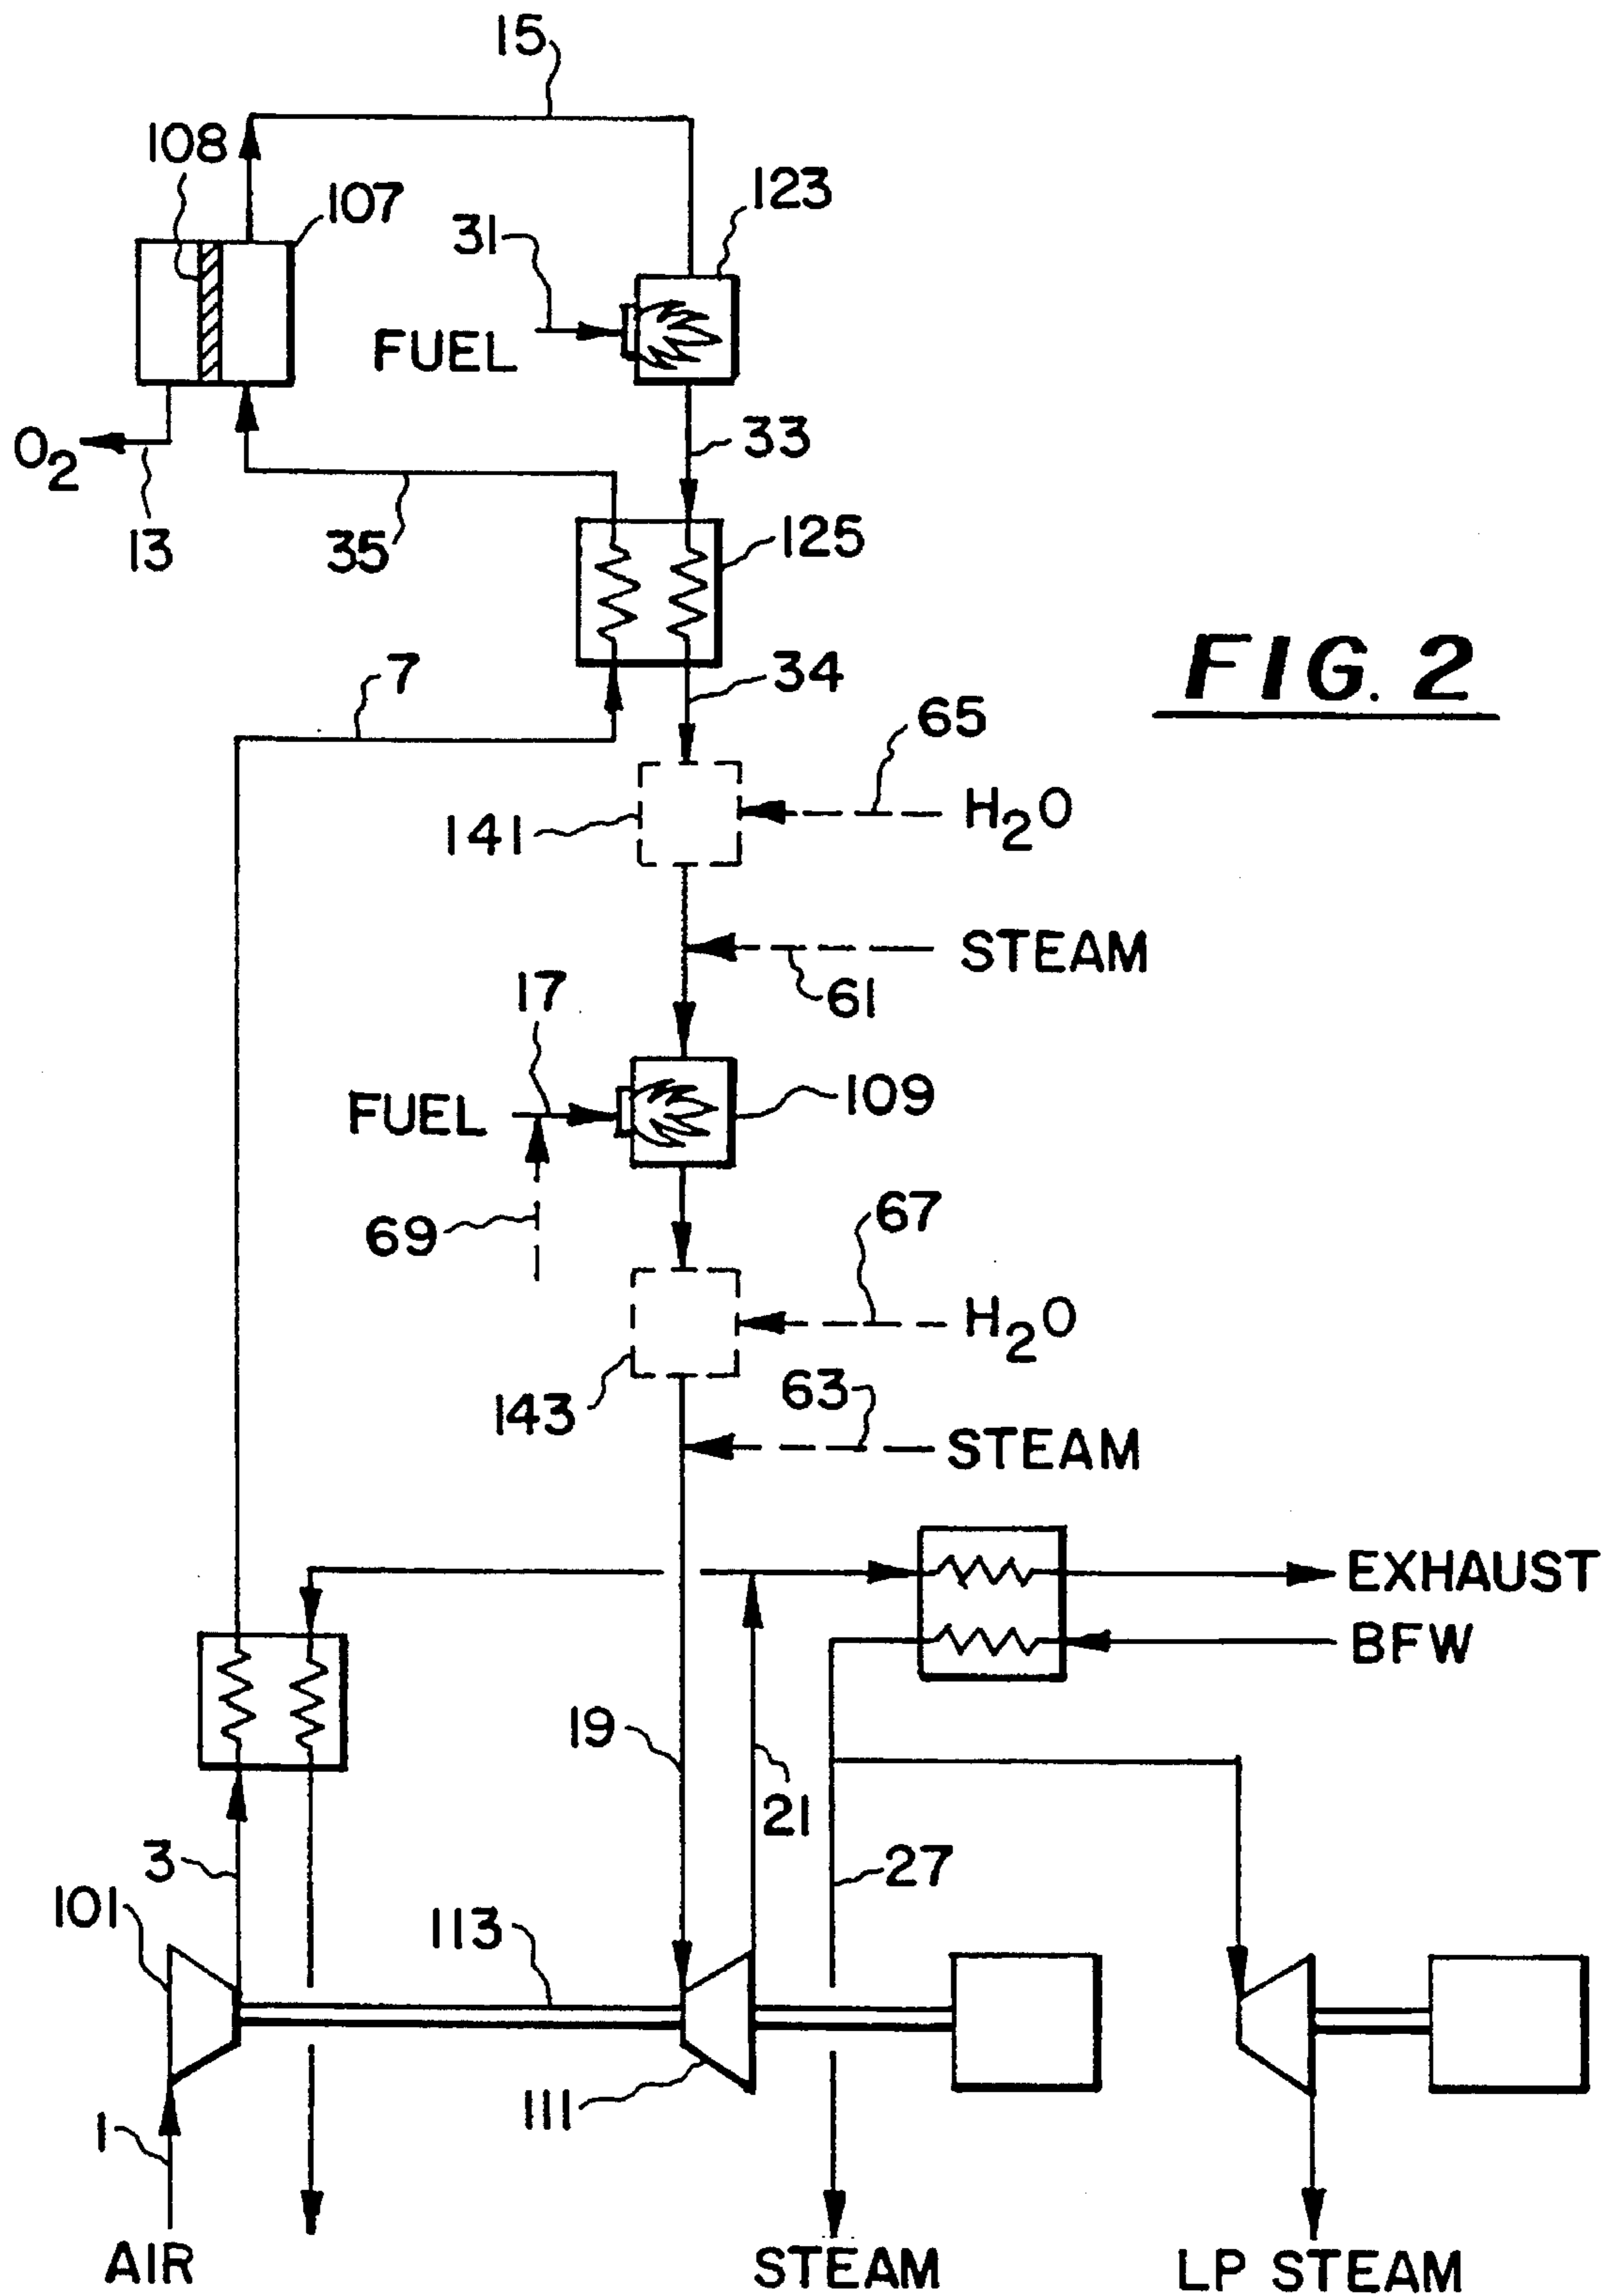 15
108
107
123
31
FUEL
33
O2
13
35
125
FIG. 2
7
34
65
141
H2O
STEAM
61
17
FUEL
109
69
67
H2O
143
63
STEAM
EXHAUST
BFW
19
21
3
27
101
113
111
1
AIR
STEAM
LP STEAM